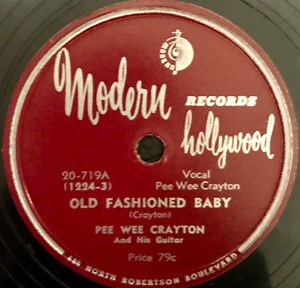 Modern
RECORDS
hollywood
20-719A
(1224-3)
Vocal
Pee Wee Crayton
OLD FASHIONED BABY
(Crayton)
PEE WEE CRAYTON
And His Guitar
Price 79c
NORTH ROBERTSON BOULEVARD